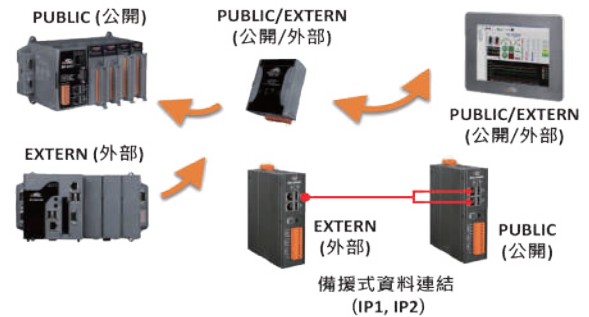 PUBLIC (公開)
PUBLIC/EXTERN
(公開/外部)
PUBLIC/EXTERN
(公開/外部)
EXTERN (外部)
EXTERN
(外部)
PUBLIC
(公開)
備援式資料連結
(IP1, IP2)